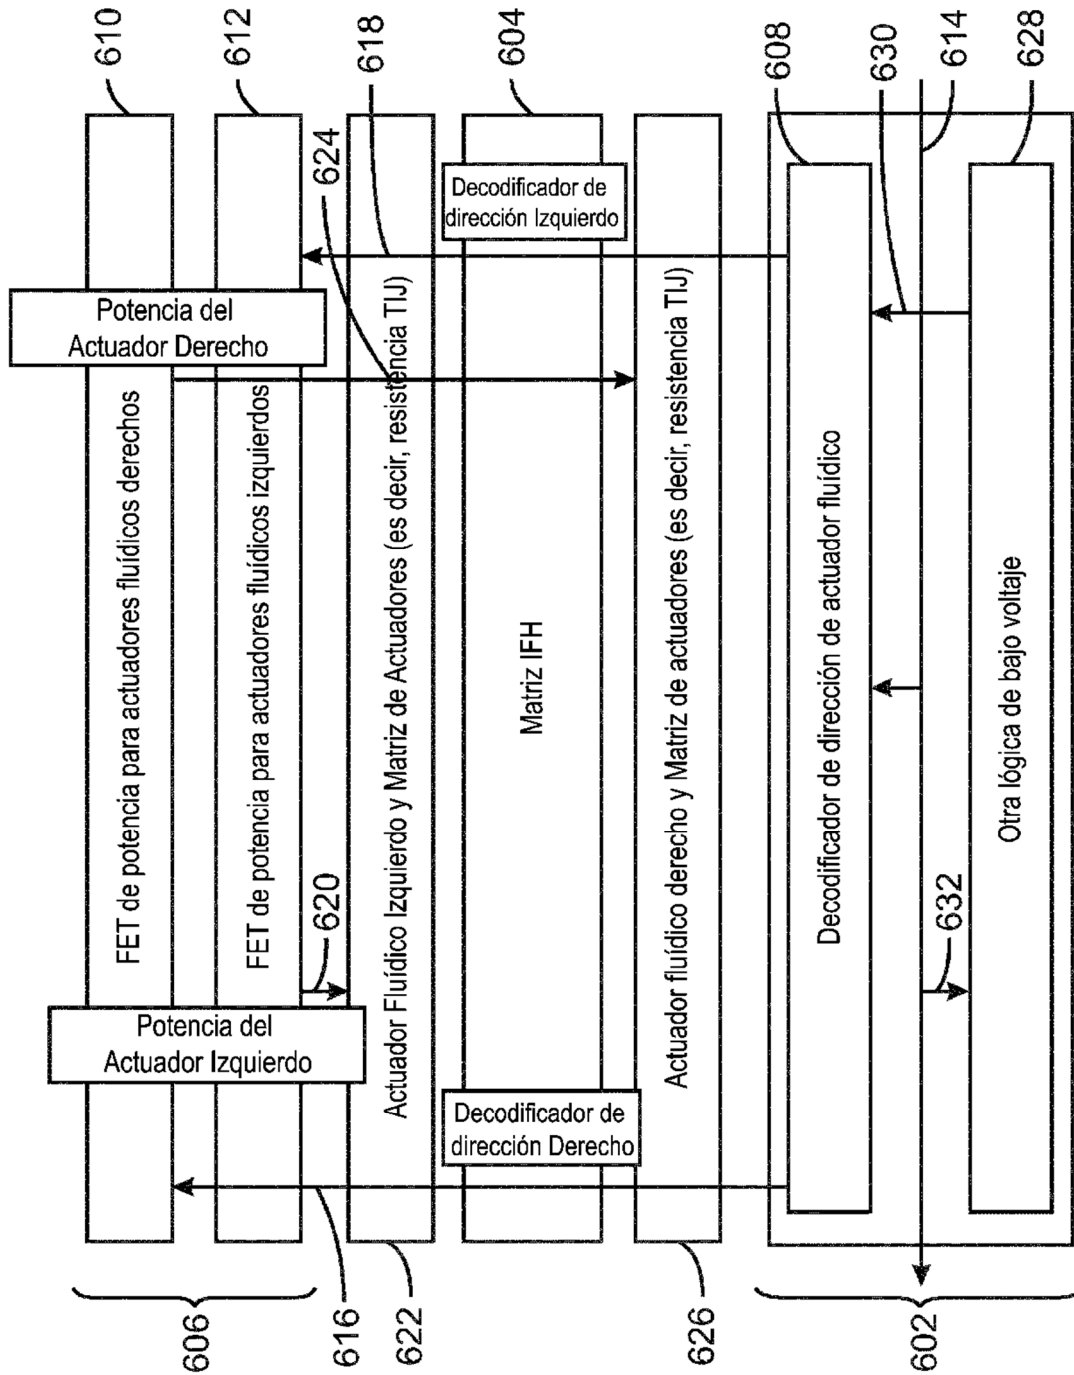 610
612
618
604
624
608
630
614
628
Decodificador de
dirección Izquierdo
Potencia del
Actuador Derecho
FET de potencia para actuadores fluídicos derechos
FET de potencia para actuadores fluídicos izquierdos
Actuador Fluídico Izquierdo y Matriz de Actuadores (es decir, resistencia TIJ)
Matriz IFH
Actuador fluídico derecho y Matriz de actuadores (es decir, resistencia TIJ)
Decodificador de dirección de actuador fluídico
Otra lógica de bajo voltaje
620
632
Potencia del
Actuador Izquierdo
Decodificador de
dirección Derecho
606
616
622
626
602